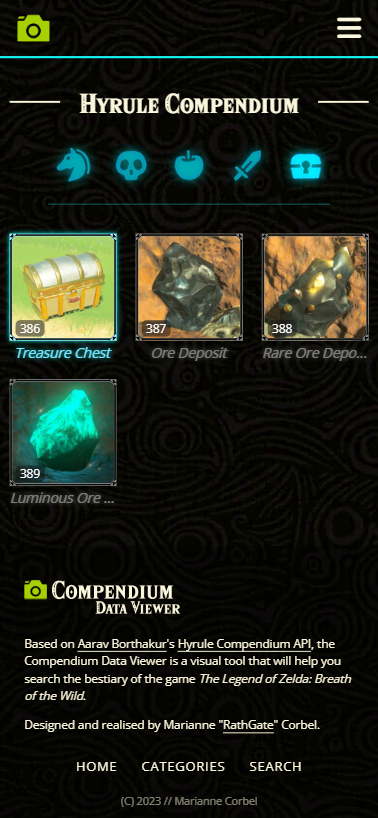 Hyrule Compendium
386
387
388
Treasure Chest
Ore Deposit
Rare Ore Depo...
389
Luminous Ore ...
Compendium
Data Viewer
Based on Aarav Borthakur's Hyrule Compendium API, the
Compendium Data Viewer is a visual tool that will help you
search the bestiary of the game The Legend of Zelda: Breath
of the Wild.
Designed and realised by Marianne "RathGate" Corbel.
HOME CATEGORIES SEARCH
(C) 2023 // Marianne Corbel